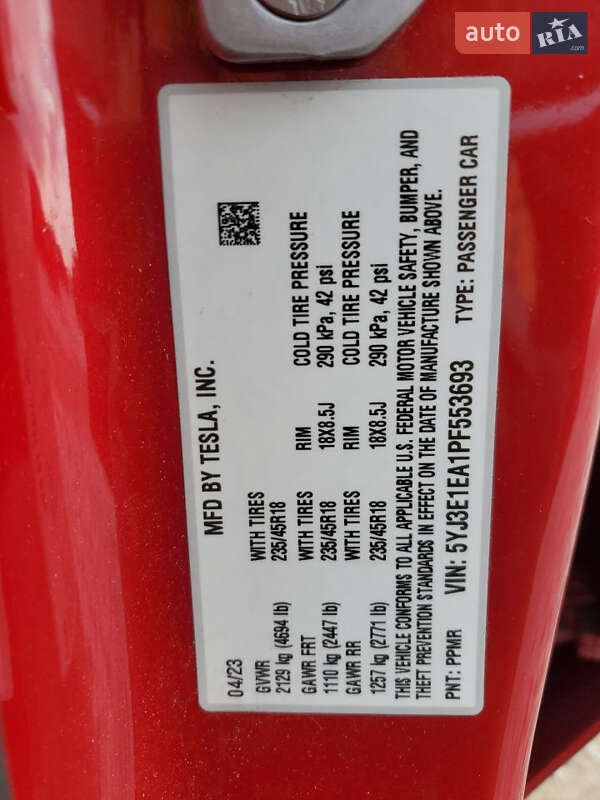 auto RIA .com
MFD BY TESLA, INC.
04/23
GVWR WITH TIRES
2129 kg (4694 lb) 235/45R18
GAWR FRT WITH TIRES RIM COLD TIRE PRESSURE
1110 kg (2447 lb) 235/45R18 18X8.5J 290 kPa, 42 psi
GAWR RR WITH TIRES RIM COLD TIRE PRESSURE
1257 kg (2771 lb) 235/45R18 18X8.5J 290 kPa, 42 psi
THIS VEHICLE CONFORMS TO ALL APPLICABLE U.S. FEDERAL MOTOR VEHICLE SAFETY, BUMPER, AND
THEFT PREVENTION STANDARDS IN EFFECT ON THE DATE OF MANUFACTURE SHOWN ABOVE.
PNT: PPMR VIN: 5YJ3E1EA1PF553693 TYPE: PASSENGER CAR